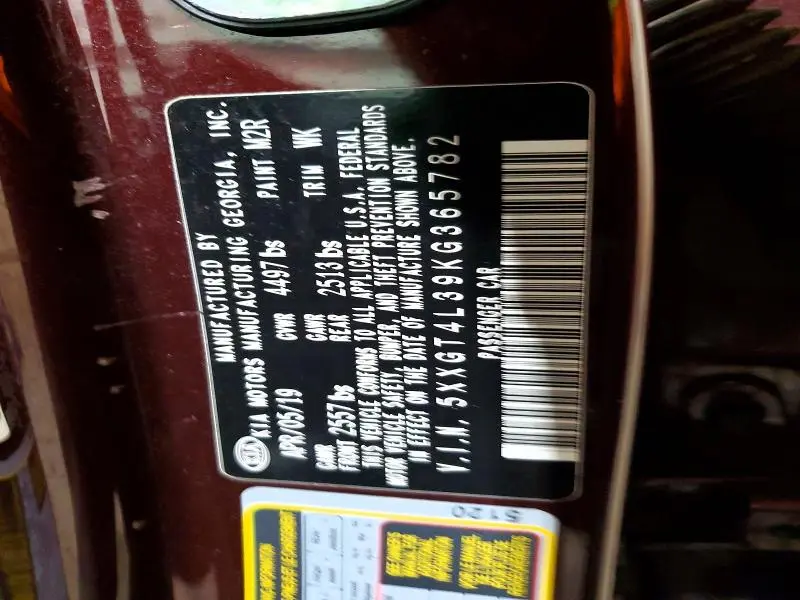 MANUFACTURED BY
KIA MOTORS MANUFACTURING GEORGIA, INC.
APR/05/19 GVWR 4497lbs PAINT M2R
GAWR GAWR TRIM WK
FRONT 2557lbs REAR 2513lbs
THIS VEHICLE CONFORMS TO ALL APPLICABLE U.S.A. FEDERAL
MOTOR VEHICLE SAFETY, BUMPER, AND THEFT PREVENTION STANDARDS
IN EFFECT ON THE DATE OF MANUFACTURE SHOWN ABOVE.
V.I.N. 5XXGT4L39KG365782
PASSENGER CAR
KIA
5120